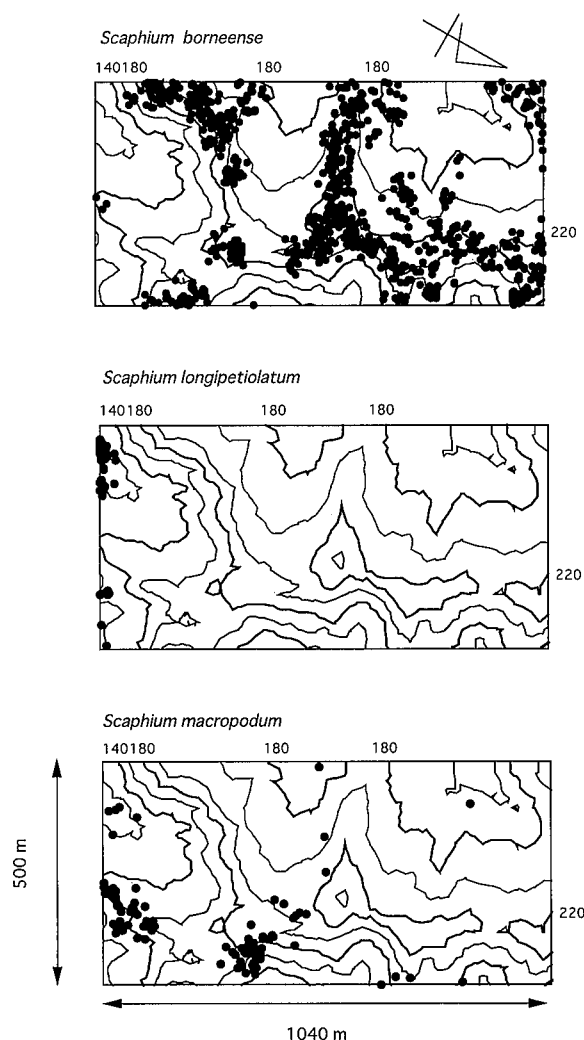 Scaphium borneense
140180 180 180
220
Scaphium longipetiolatum
140180 180 180
220
Scaphium macropodum
140180 180 180
500 m
220
1040 m